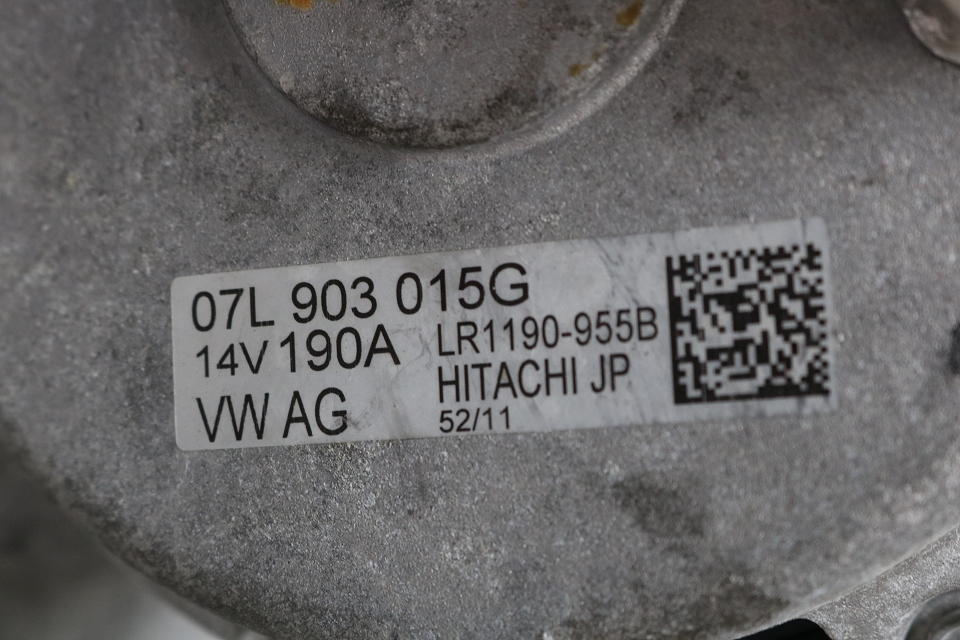 07L 903 015G
14V 190A LR1190-955B
VW AG HITACHI JP
52/11